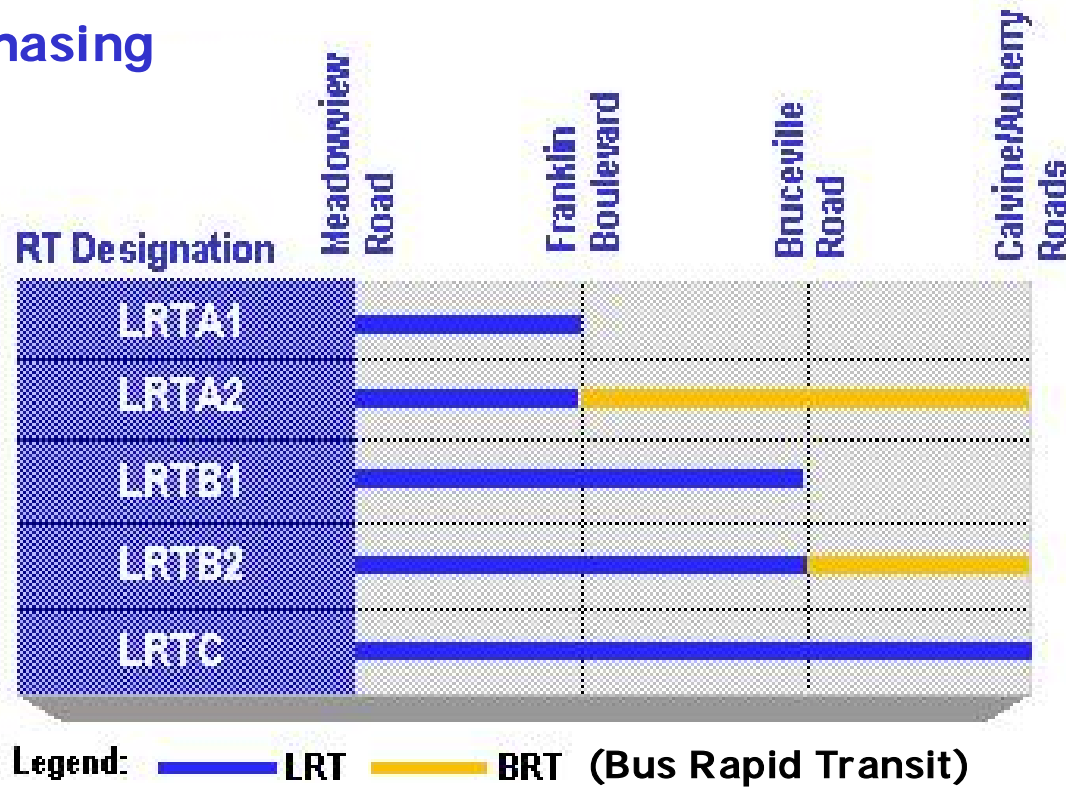 hasing
Meadowview
Road
Franklin
Boulevard
Bruceville
Road
Calvine/Auberry
Roads
RT Designation
LRTA1
LRTA2
LRTB1
LRTB2
LRTC
Legend: LRT BRT (Bus Rapid Transit)